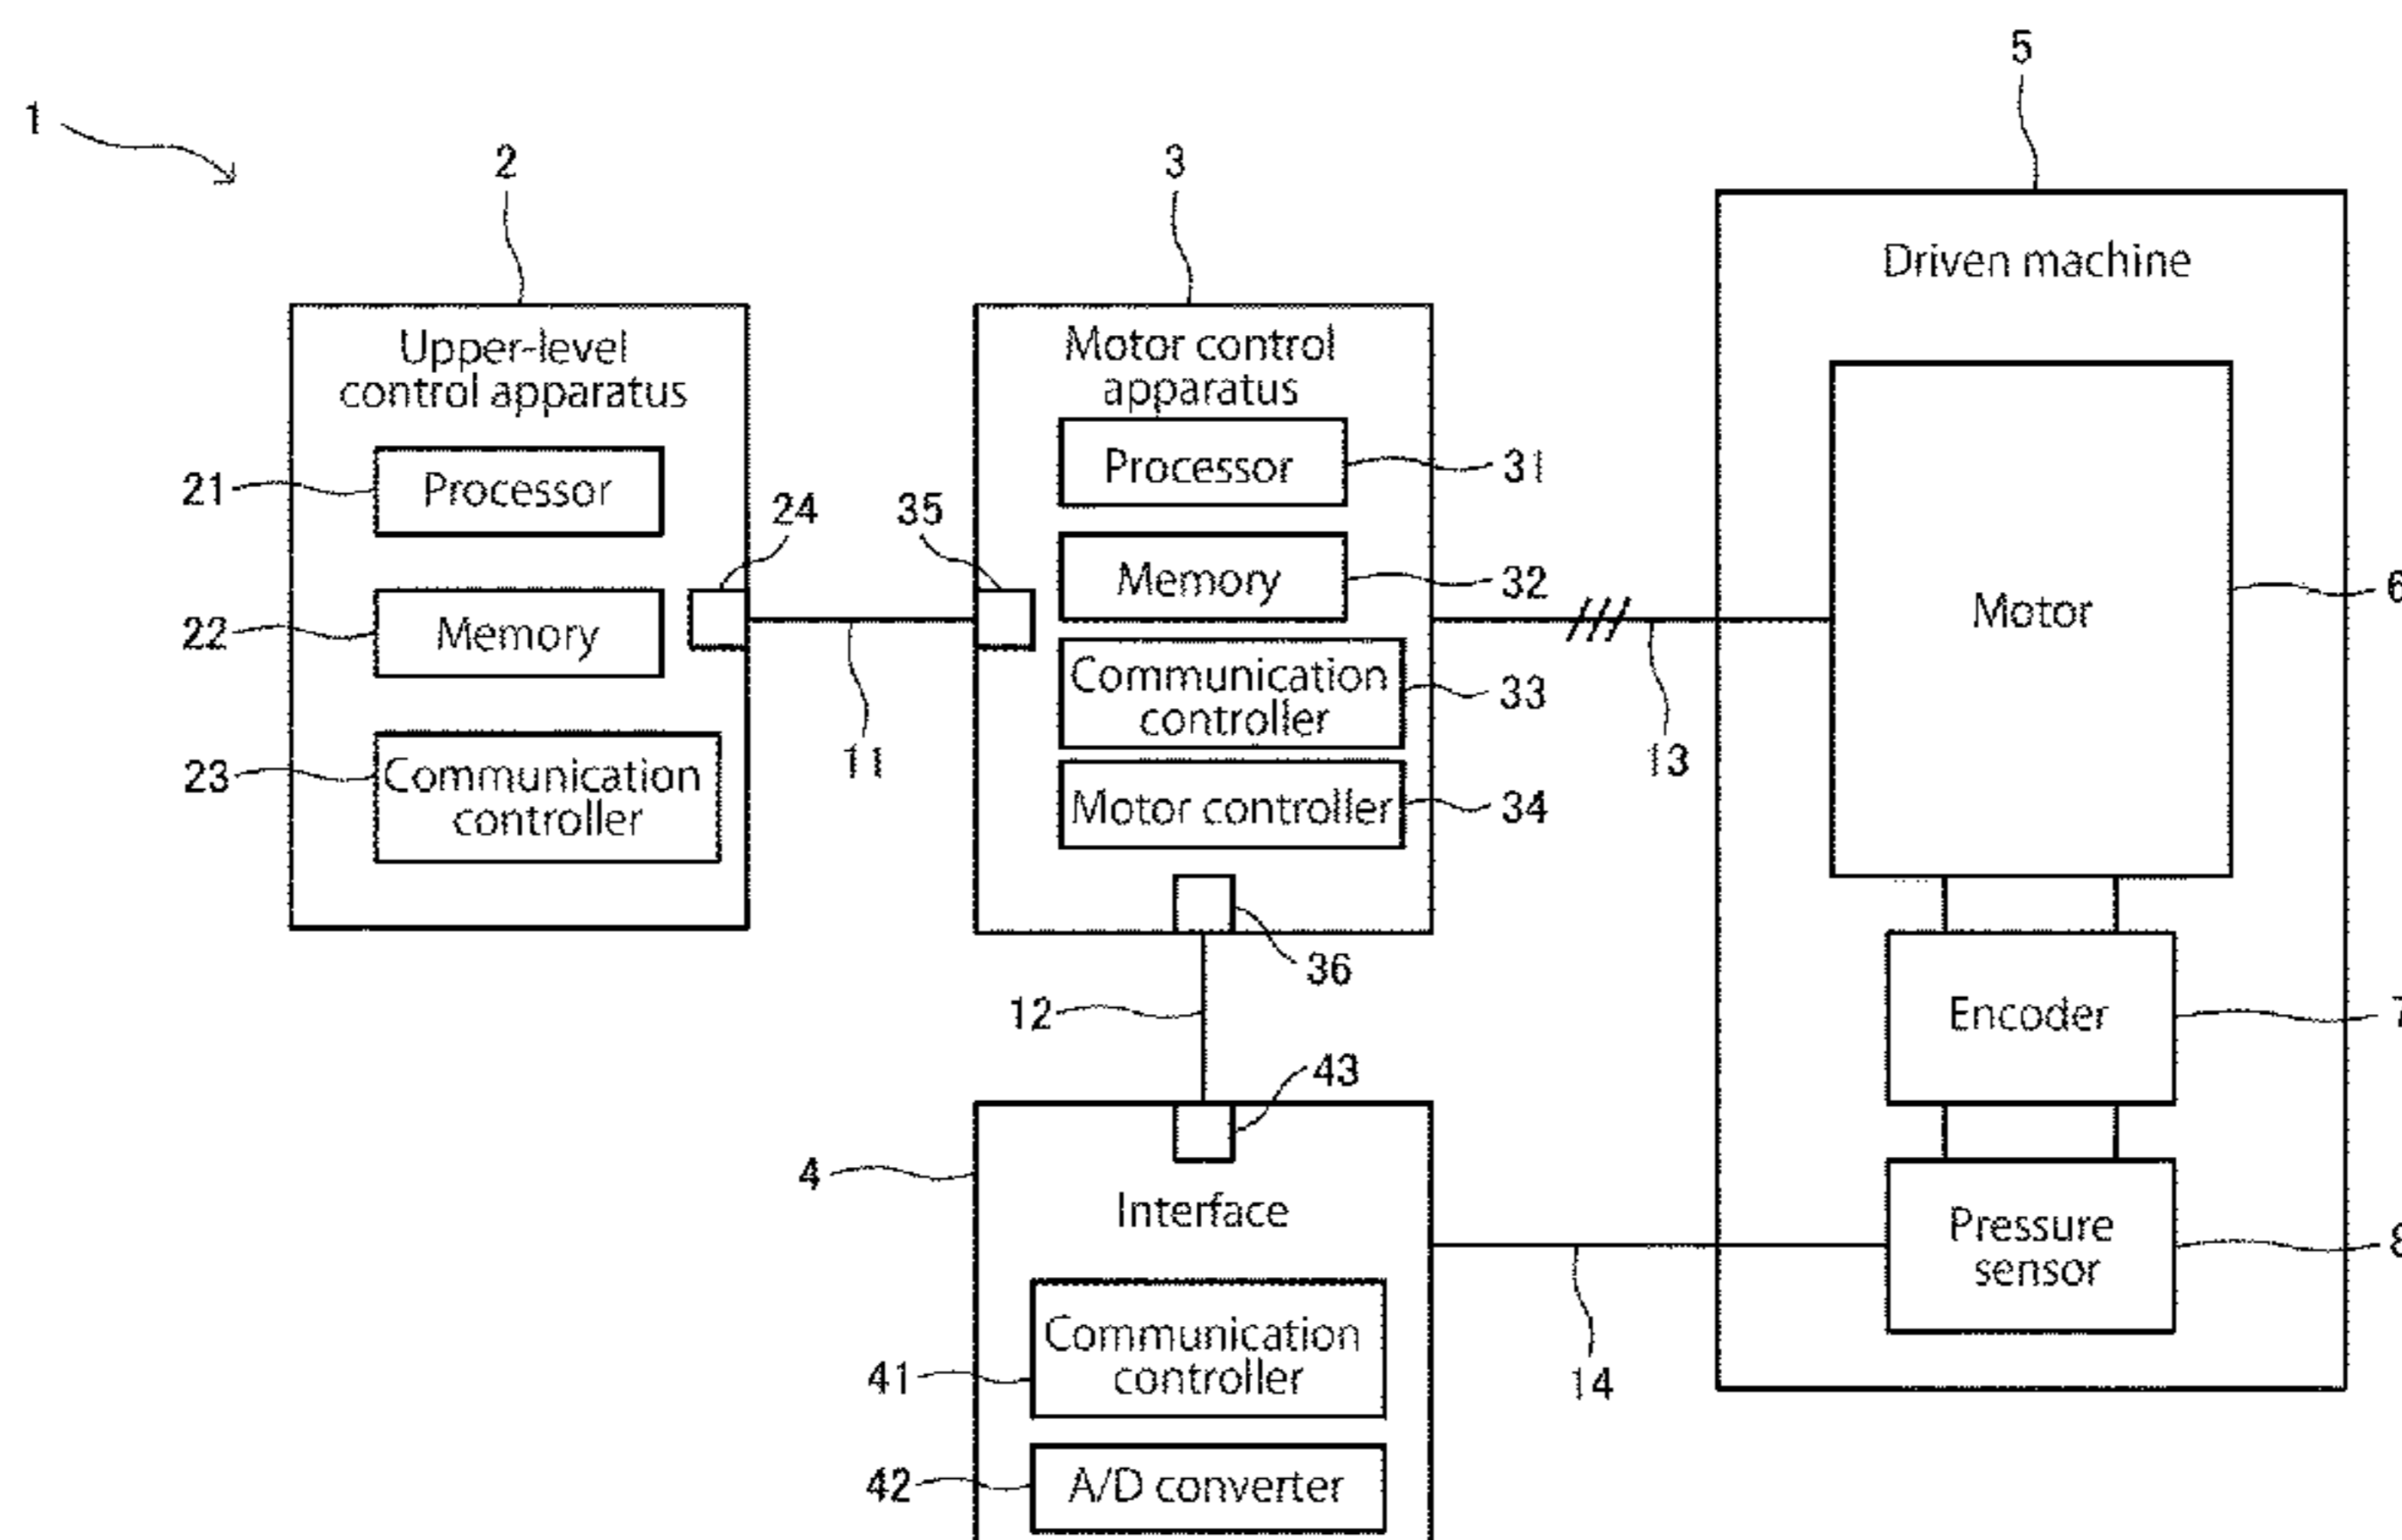 1
2
3
5
Upper-level
control apparatus
21
Processor
22
Memory
23
Communication
controller
24
11
35
Motor control
apparatus
Processor
31
Memory
32
Communication
controller
33
Motor controller
34
36
12
13
Driven machine
Motor
6
Encoder
7
Pressure
sensor
8
43
4
Interface
14
41
Communication
controller
42
A/D converter